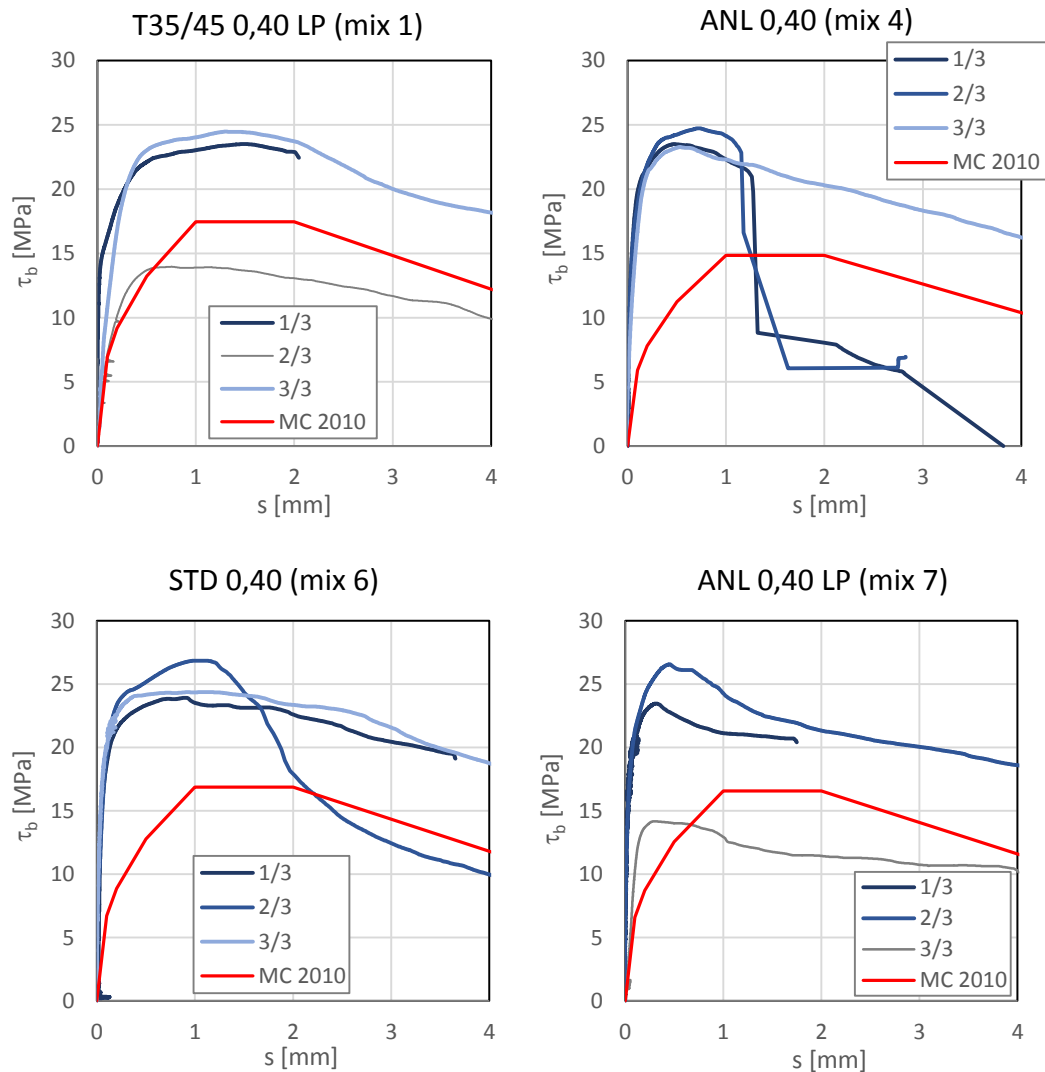 T35/45 0,40 LP (mix 1)
30
25
20
15
10
5
0
τb [MPa]
0 1 2 3 4
s [mm]
1/3
2/3
3/3
MC 2010
ANL 0,40 (mix 4)
30
25
20
15
10
5
0
τb [MPa]
0 1 2 3 4
s [mm]
1/3
2/3
3/3
MC 2010
STD 0,40 (mix 6)
30
25
20
15
10
5
0
τb [MPa]
0 1 2 3 4
s [mm]
1/3
2/3
3/3
MC 2010
ANL 0,40 LP (mix 7)
30
25
20
15
10
5
0
τb [MPa]
0 1 2 3 4
s [mm]
1/3
2/3
3/3
MC 2010